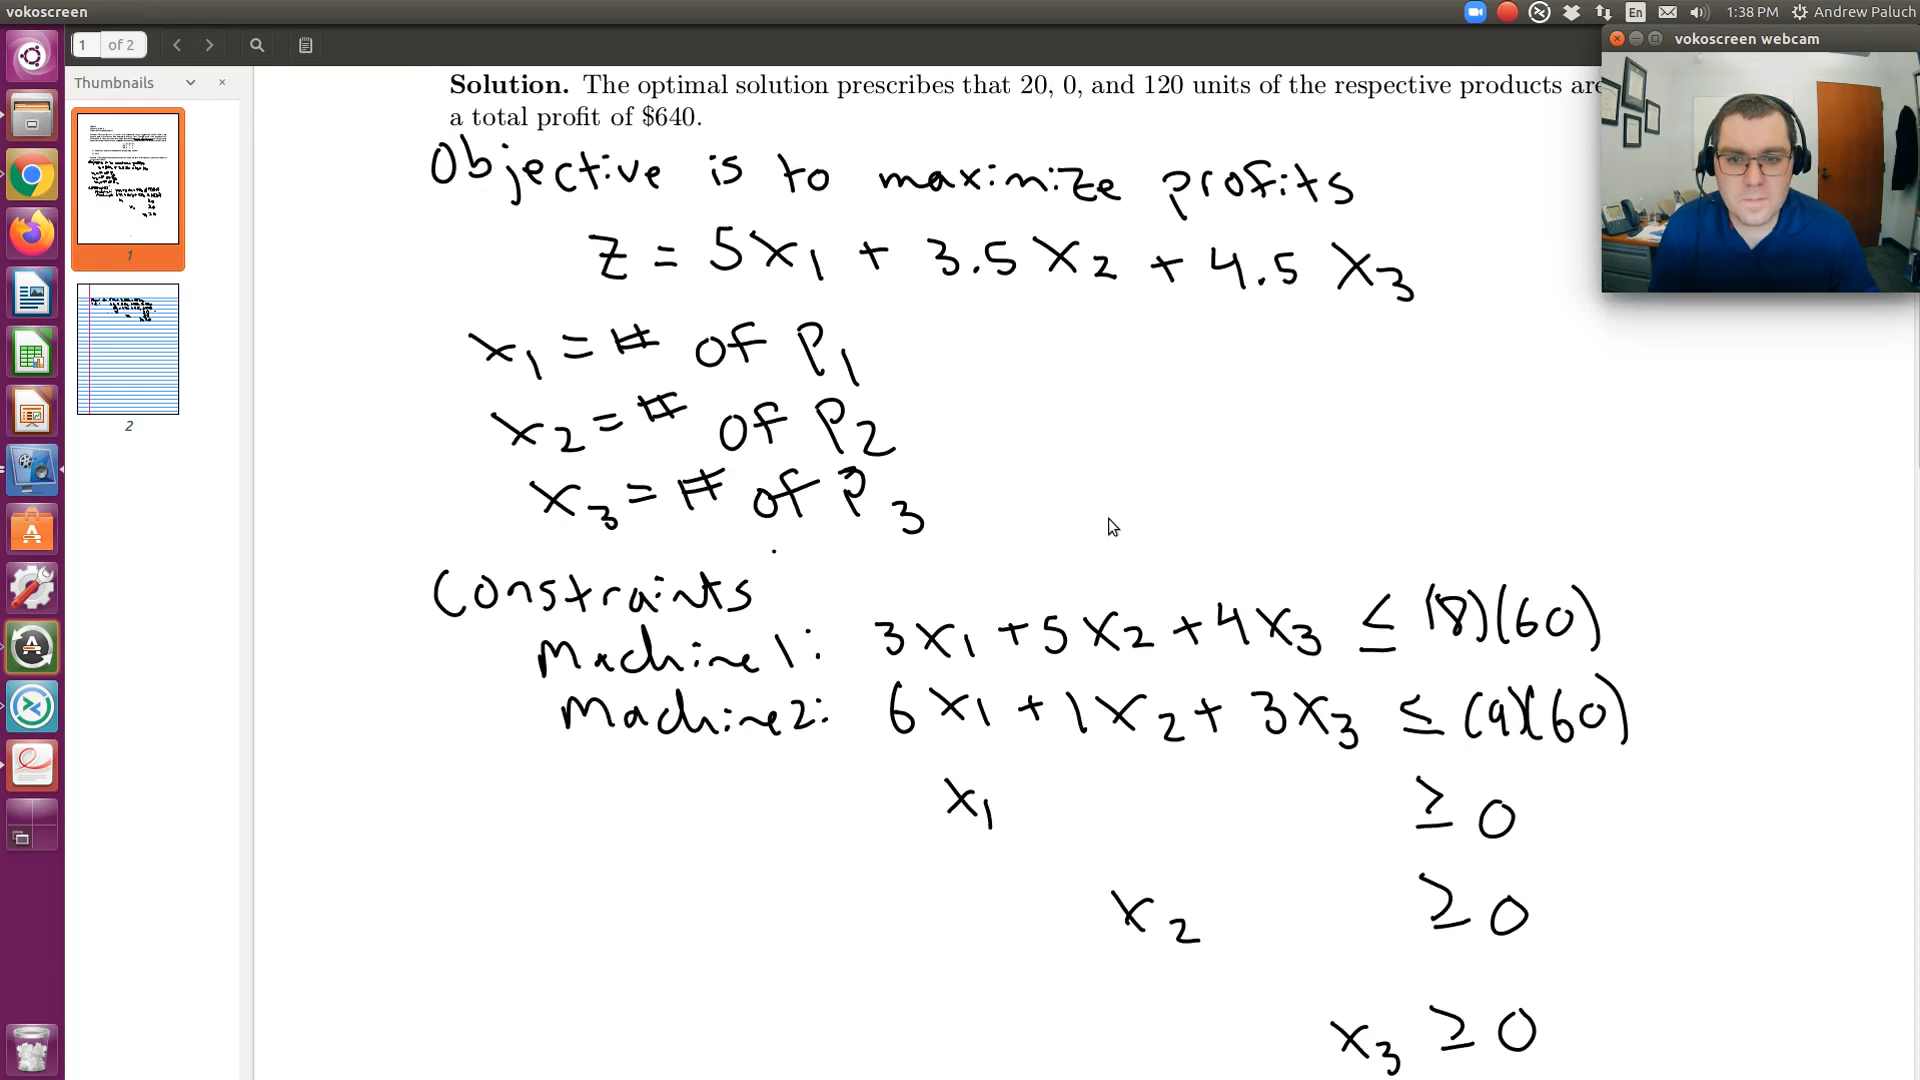 vokoscreen
En
1:38 PM
Andrew Paluch
1 of 2
vokoscreen webcam
Thumbnails
1
2
Solution. The optimal solution prescribes that 20, 0, and 120 units of the respective products are
a total profit of $640.
Objective is to maximize profits
z = 5x₁ + 3.5x₂ + 4.5x₃
x₁ = # of P₁
x₂ = # of P₂
x₃ = # of P₃
Constraints
Machine 1: 3x₁ + 5x₂ + 4x₃ ≤ (8)(60)
Machine 2: 6x₁ + 1x₂ + 3x₃ ≤ (9)(60)
x₁ ≥ 0
x₂ ≥ 0
x₃ ≥ 0